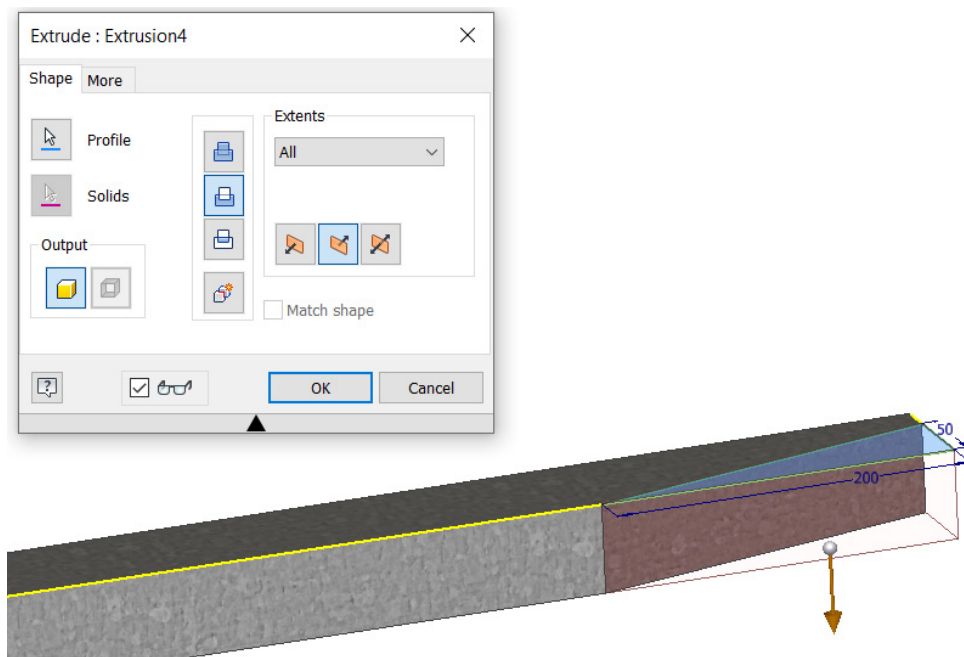 Extrude : Extrusion4
Shape
More
Profile
Solids
Output
Extents
All
Match shape
?
OK
Cancel
50
200